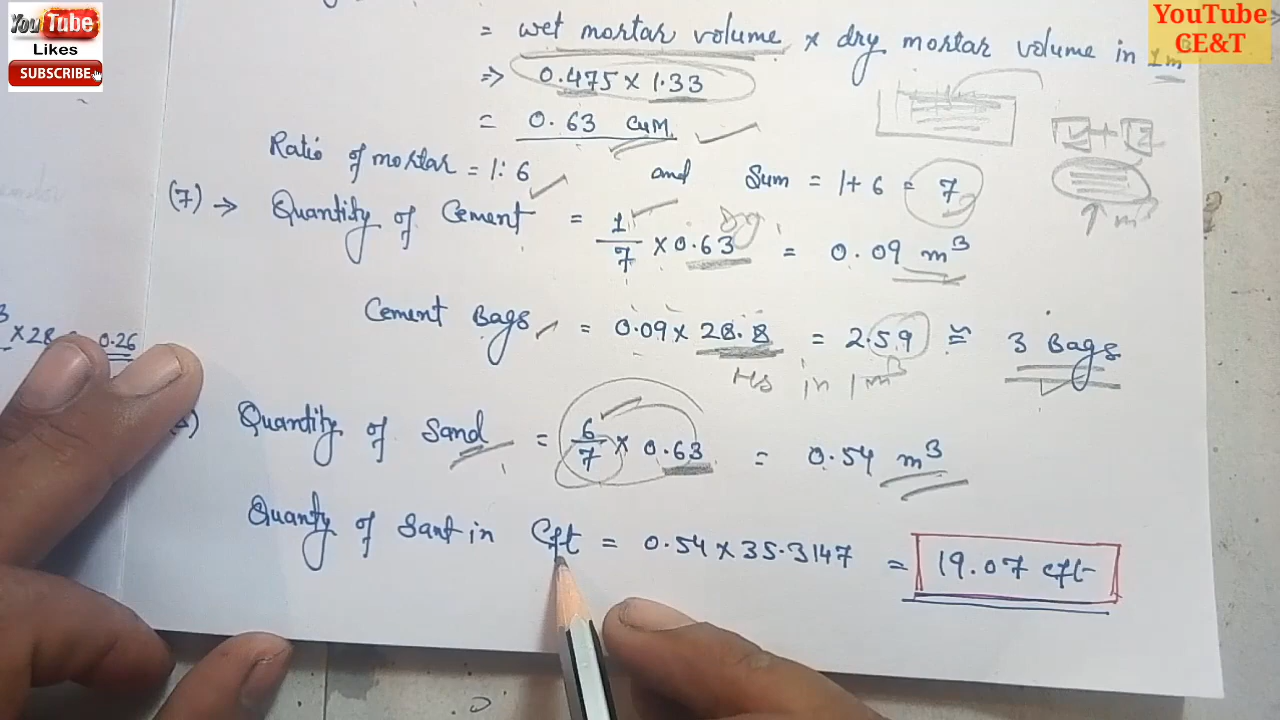 YouTube
Likes
SUBSCRIBE
YouTube
CE&T
= wet mortar volume × dry mortar volume in 1m³
⇒ 0.475 × 1.33
= 0.63 CuM.
Ratio of mortar = 1:6 and Sum = 1+6 = 7
(7) → Quantity of Cement = 1/7 × 0.63 = 0.09 m³
Dry
Cement Bags = 0.09 × 28.8 = 2.59 ≅ 3 Bags
in 1m³
×28 0.26
Quantity of Sand = 6/7 × 0.63 = 0.54 m³
Quanty of Sant in Cft = 0.54 × 35.3147 = 19.07 cft